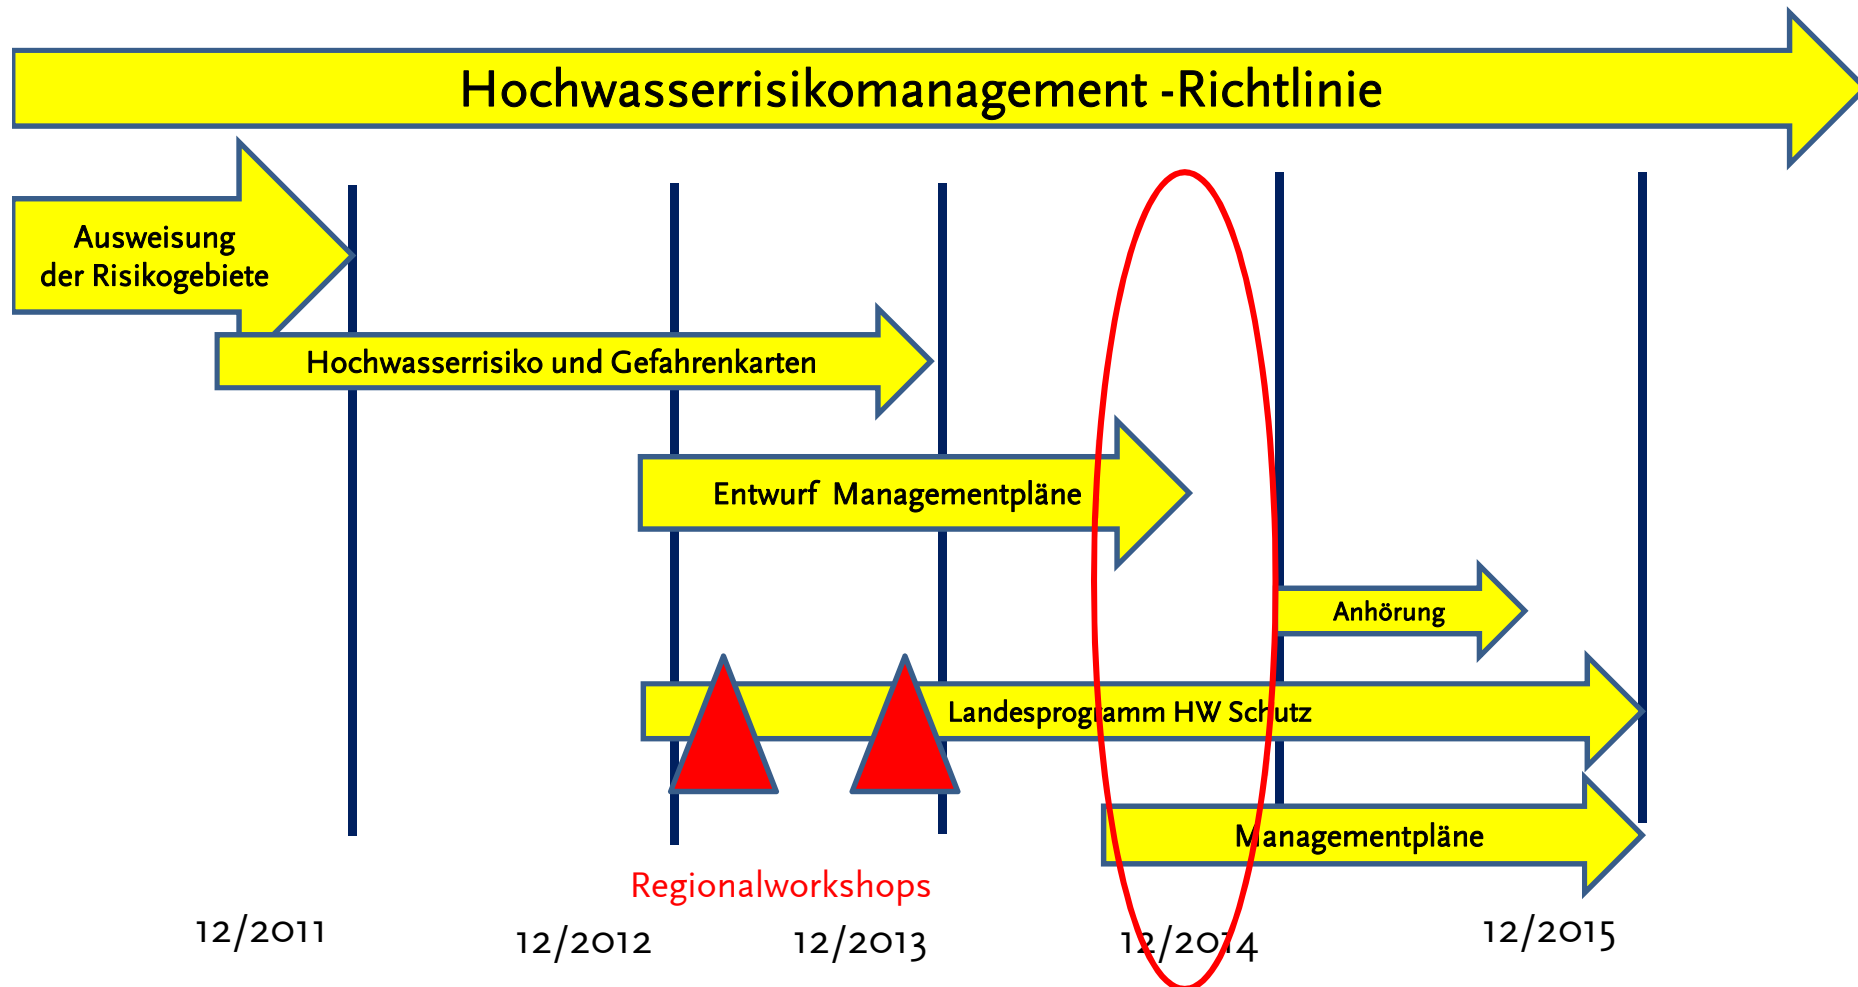 Hochwasserrisikomanagement -Richtlinie
Ausweisung
der Risikogebiete
Hochwasserrisiko und Gefahrenkarten
Entwurf Managementpläne
Anhörung
Landesprogramm HW Schutz
Managementpläne
Regionalworkshops
12/2011
12/2012
12/2013
12/2014
12/2015